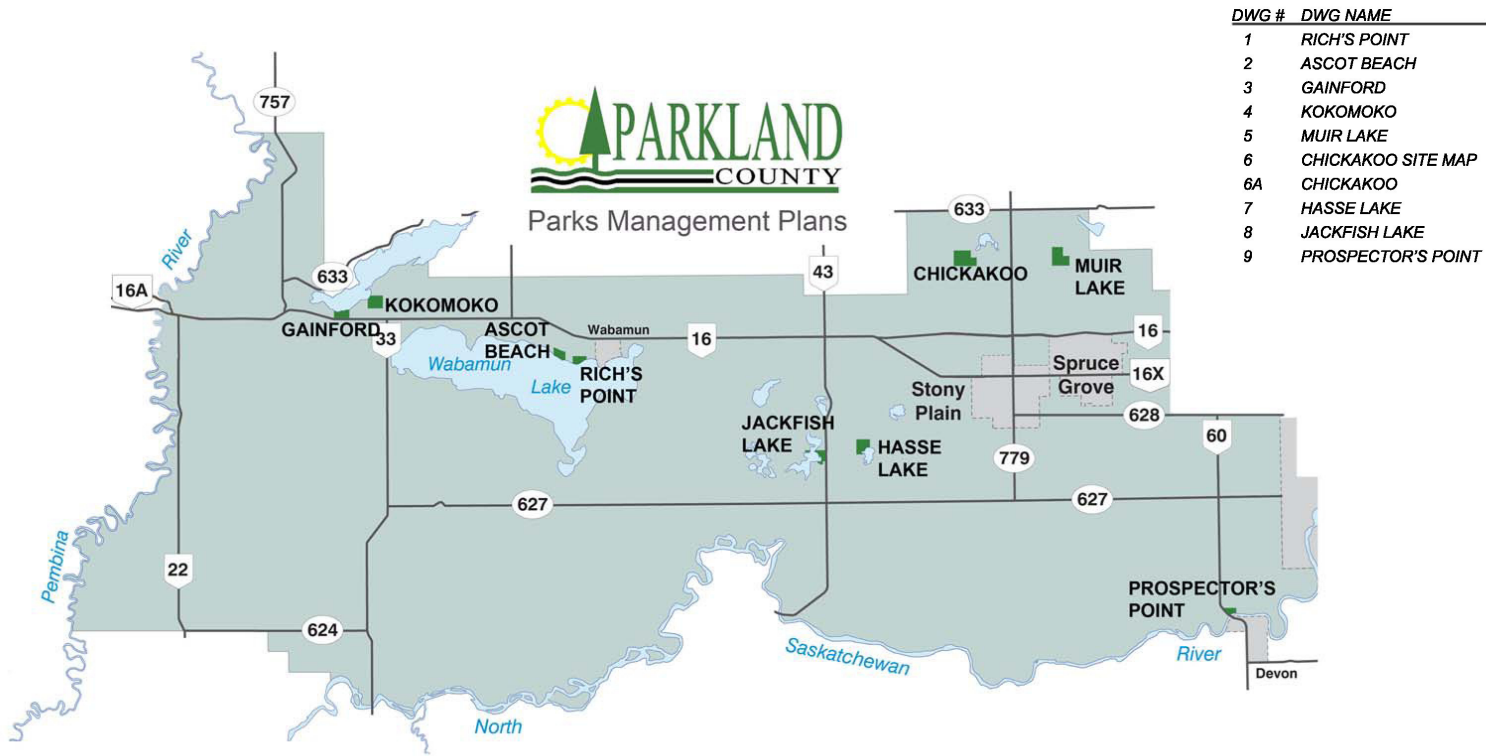 DWG # DWG NAME
1 RICH'S POINT
2 ASCOT BEACH
3 GAINFORD
4 KOKOMOKO
5 MUIR LAKE
6 CHICKAKOO SITE MAP
6A CHICKAKOO
7 HASSE LAKE
8 JACKFISH LAKE
9 PROSPECTOR'S POINT
PARKLAND
COUNTY
Parks Management Plans
757
River
633
16A
633
KOKOMOKO
GAINFORD
33
ASCOT
BEACH
Wabamun
Wabamun
Lake
RICH'S
POINT
16
43
CHICKAKOO
MUIR
LAKE
16
16X
Spruce
Grove
Stony
Plain
628
60
JACKFISH
LAKE
HASSE
LAKE
779
627
627
Pembina
22
624
PROSPECTOR'S
POINT
Saskatchewan
River
Devon
North